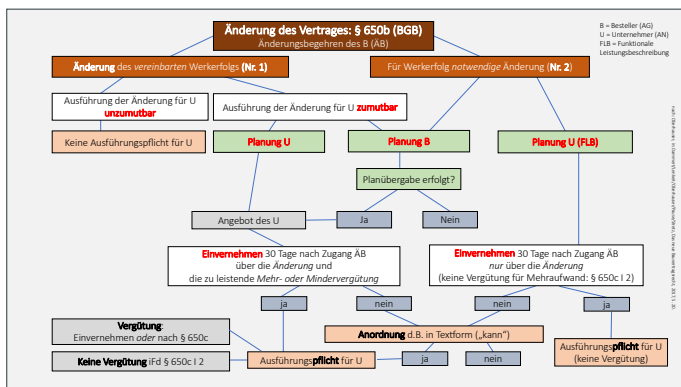 Änderung des Vertrages: § 650b (BGB)
Änderungsbegehren des B (ÄB)
B = Besteller (AG)
U = Unternehmer (AN)
FLB = Funktionale
Leistungsbeschreibung
Änderung des vereinbarten Werkerfolgs (Nr. 1)
Für Werkerfolg notwendige Änderung (Nr. 2)
Ausführung der Änderung für U
unzumutbar
Ausführung der Änderung für U zumutbar
Keine Ausführungspflicht für U
Planung U
Planung B
Planung U (FLB)
Planübergabe erfolgt?
Angebot des U
Ja
Nein
Einvernehmen 30 Tage nach Zugang ÄB
über die Änderung und
die zu leistende Mehr- oder Mindervergütung
Einvernehmen 30 Tage nach Zugang ÄB
nur über die Änderung
(keine Vergütung für Mehraufwand: § 650c I 2)
ja
nein
nein
ja
Vergütung:
Einvernehmen oder nach § 650c
Anordnung d.B. in Textform („kann")
Keine Vergütung iFd § 650c I 2
Ausführungspflicht für U
ja
nein
Ausführungspflicht für U
(keine Vergütung)